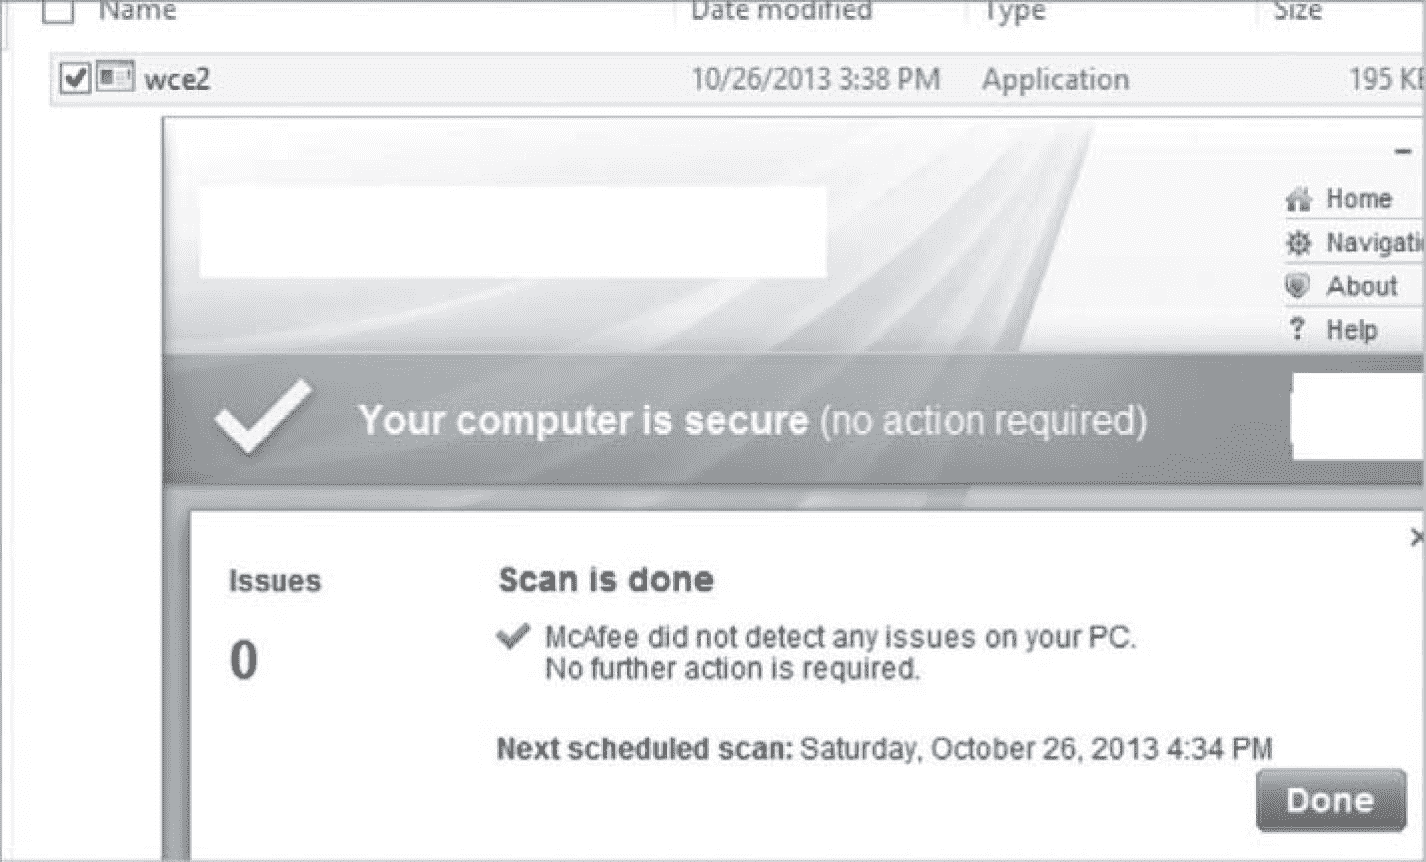 Name Date modified Type Size
wce2 10/26/2013 3:38 PM Application 195
Home
About
? Help
Your computer is secure (no action required)
Issues
0
Scan is done
McAfee did not detect any issues on your PC.
No further action is required.
Next scheduled scan: Saturday, October 26, 2013 4:34 PM
Done